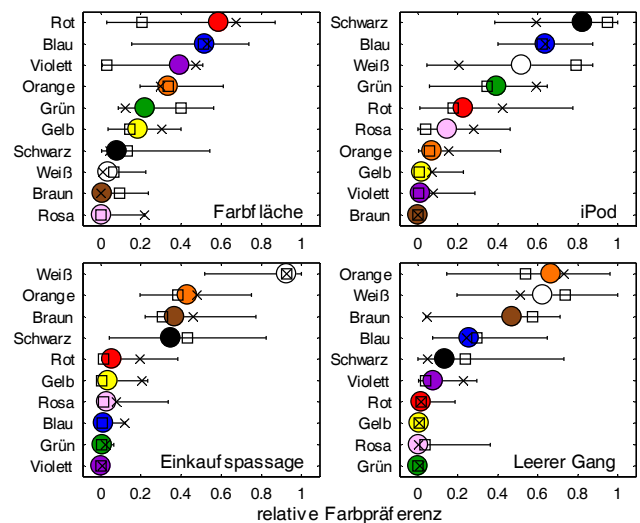 Rot
Blau
Violett
Orange
Grün
Gelb
Schwarz
Weiß
Braun
Rosa
Farbfläche
0 0.2 0.4 0.6 0.8 1
Schwarz
Blau
Weiß
Grün
Rot
Rosa
Orange
Gelb
Violett
Braun
iPod
0 0.2 0.4 0.6 0.8 1
Weiß
Orange
Braun
Schwarz
Rot
Gelb
Rosa
Blau
Grün
Violett
Einkaufspassage
0 0.2 0.4 0.6 0.8 1
Orange
Weiß
Braun
Blau
Schwarz
Violett
Rot
Gelb
Rosa
Grün
Leerer Gang
0 0.2 0.4 0.6 0.8 1
relative Farbpräferenz